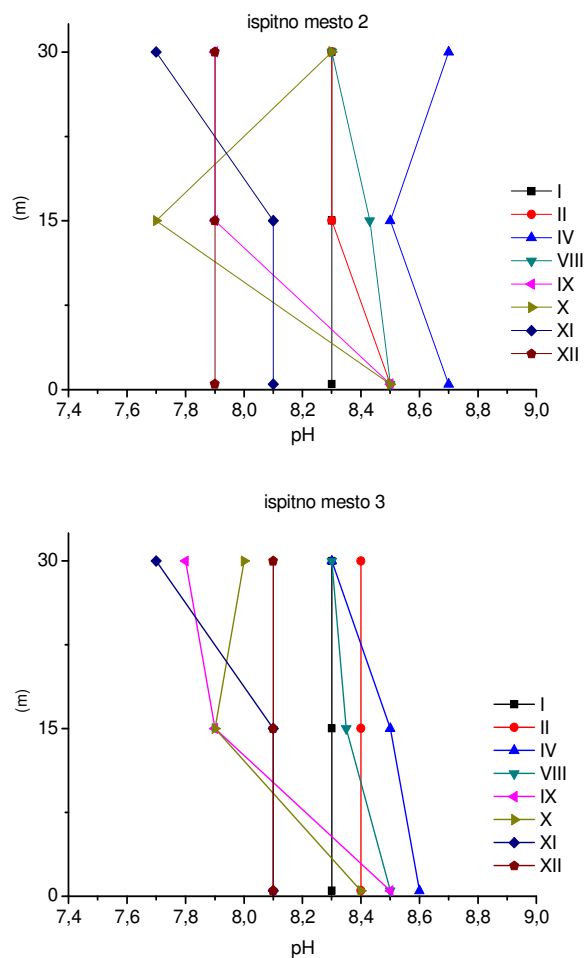 ispitno mesto 2
30
15
0
(m)
7,4 7,6 7,8 8,0 8,2 8,4 8,6 8,8 9,0
pH
I
II
IV
VIII
IX
X
XI
XII
ispitno mesto 3
30
15
0
(m)
7,4 7,6 7,8 8,0 8,2 8,4 8,6 8,8 9,0
pH
I
II
IV
VIII
IX
X
XI
XII